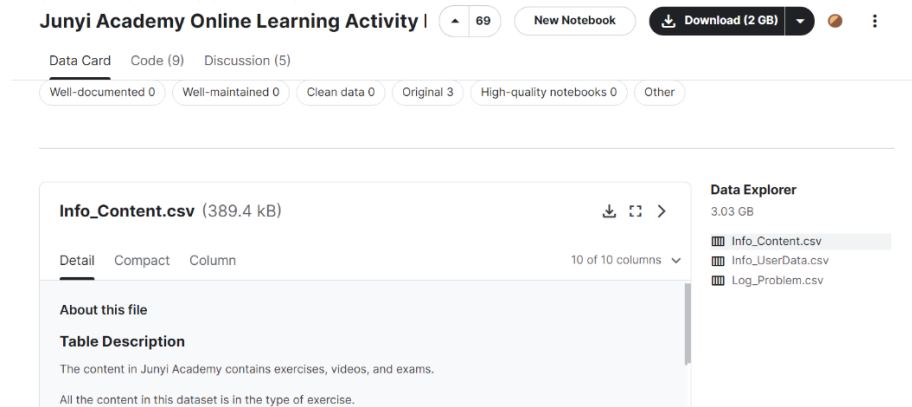 Junyi Academy Online Learning Activity 69 New Notebook Download (2 GB)
Data Card Code (9) Discussion (5)
Well-documented 0 Well-maintained 0 Clean data 0 Original 3 High-quality notebooks 0 Other
Info_Content.csv (389.4 kB)
Detail Compact Column 10 of 10 columns
About this file
Table Description
The content in Junyi Academy contains exercises, videos, and exams.
All the content in this dataset is in the type of exercise.
Data Explorer
3.03 GB
Info_Content.csv
Info_UserData.csv
Log_Problem.csv